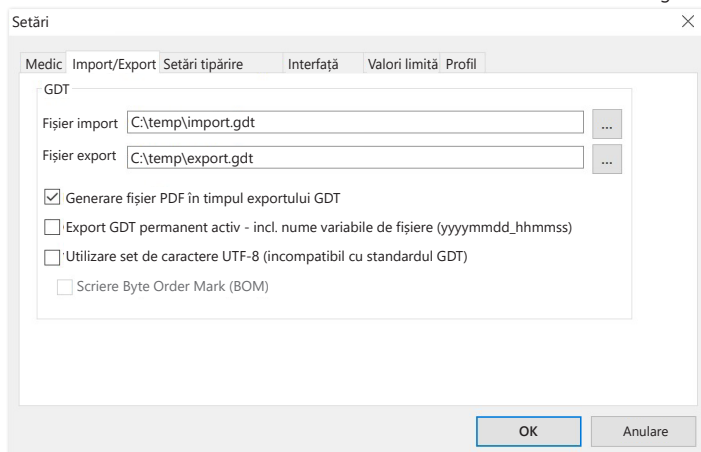 Setări
Medic Import/Export Setări tipărire Interfață Valori limită Profil
GDT
Fișier import C:\temp\import.gdt ...
Fișier export C:\temp\export.gdt ...
Generare fișier PDF în timpul exportului GDT
Export GDT permanent activ - incl. nume variabile de fișiere (yyyymmdd_hhmmss)
Utilizare set de caractere UTF-8 (incompatibil cu standardul GDT)
Scriere Byte Order Mark (BOM)
OK Anulare